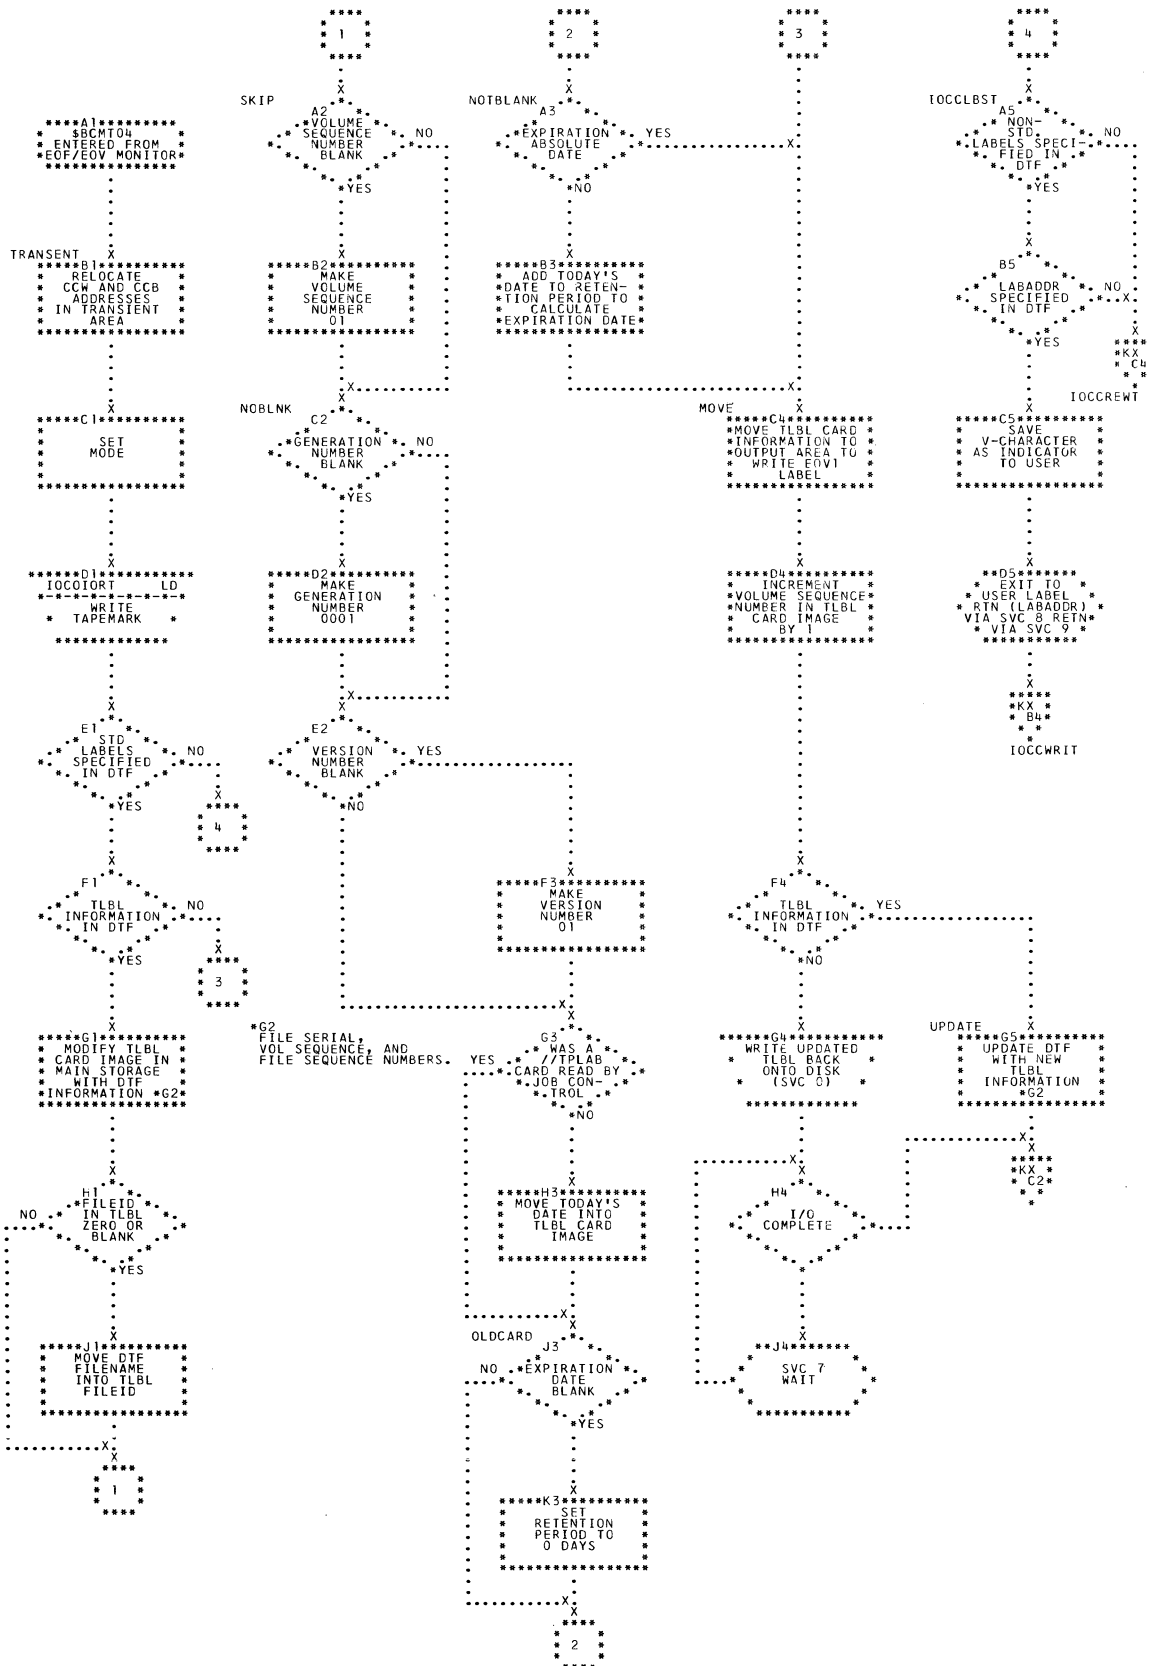 1
2
3
4
SKIP
A2
VOLUME
SEQUENCE
NUMBER
BLANK
NO
YES
NOTBLANK
A3
EXPIRATION
ABSOLUTE
DATE
YES
NO
IOCCLBST
A5
NON-
STD.
LABELS SPECI-
FIED IN
DTF
NO
YES
A1
$BCMT04
ENTERED FROM
EOF/EOV MONITOR
TRANSENT
B1
RELOCATE
CCW AND CCB
ADDRESSES
IN TRANSIENT
AREA
B2
MAKE
VOLUME
SEQUENCE
NUMBER
01
B3
ADD TODAY'S
DATE TO RETEN-
TION PERIOD TO
CALCULATE
EXPIRATION DATE
B5
LABADDR
SPECIFIED
IN DTF
NO
YES
KX
C4
IOCCREWT
C1
SET
MODE
NOBLNK
C2
GENERATION
NUMBER
BLANK
NO
YES
MOVE
C4
MOVE TLBL CARD
INFORMATION TO
OUTPUT AREA TO
WRITE EOV1
LABEL
C5
SAVE
V-CHARACTER
AS INDICATOR
TO USER
D1
IOCOIORT LD
WRITE
TAPEMARK
D2
MAKE
GENERATION
NUMBER
0001
D4
INCREMENT
VOLUME SEQUENCE
NUMBER IN TLBL
CARD IMAGE
BY 1
D5
EXIT TO
USER LABEL
RTN (LABADDR)
VIA SVC 8 RETN
VIA SVC 9
KX
B4
IOCCWRIT
E1
STD
LABELS
SPECIFIED
IN DTF
NO
YES
4
E2
VERSION
NUMBER
BLANK
YES
NO
F1
TLBL
INFORMATION
IN DTF
NO
YES
3
F3
MAKE
VERSION
NUMBER
01
F4
TLBL
INFORMATION
IN DTF
YES
NO
G1
MODIFY TLBL
CARD IMAGE IN
MAIN STORAGE
WITH DTF
INFORMATION *G2
*G2
FILE SERIAL,
VOL SEQUENCE, AND
FILE SEQUENCE NUMBERS.
G3
WAS A
//TPLAB
CARD READ BY
JOB CON-
TROL
YES
NO
G4
WRITE UPDATED
TLBL BACK
ONTO DISK
(SVC 0)
UPDATE
G5
UPDATE DTF
WITH NEW
TLBL
INFORMATION
*G2
KX
C2
H1
FILEID
IN TLBL
ZERO OR
BLANK
NO
YES
H3
MOVE TODAY'S
DATE INTO
TLBL CARD
IMAGE
H4
I/O
COMPLETE
J1
MOVE DTF
FILENAME
INTO TLBL
FILEID
OLDCARD
J3
EXPIRATION
DATE
BLANK
NO
YES
J4
SVC 7
WAIT
1
K3
SET
RETENTION
PERIOD TO
0 DAYS
2